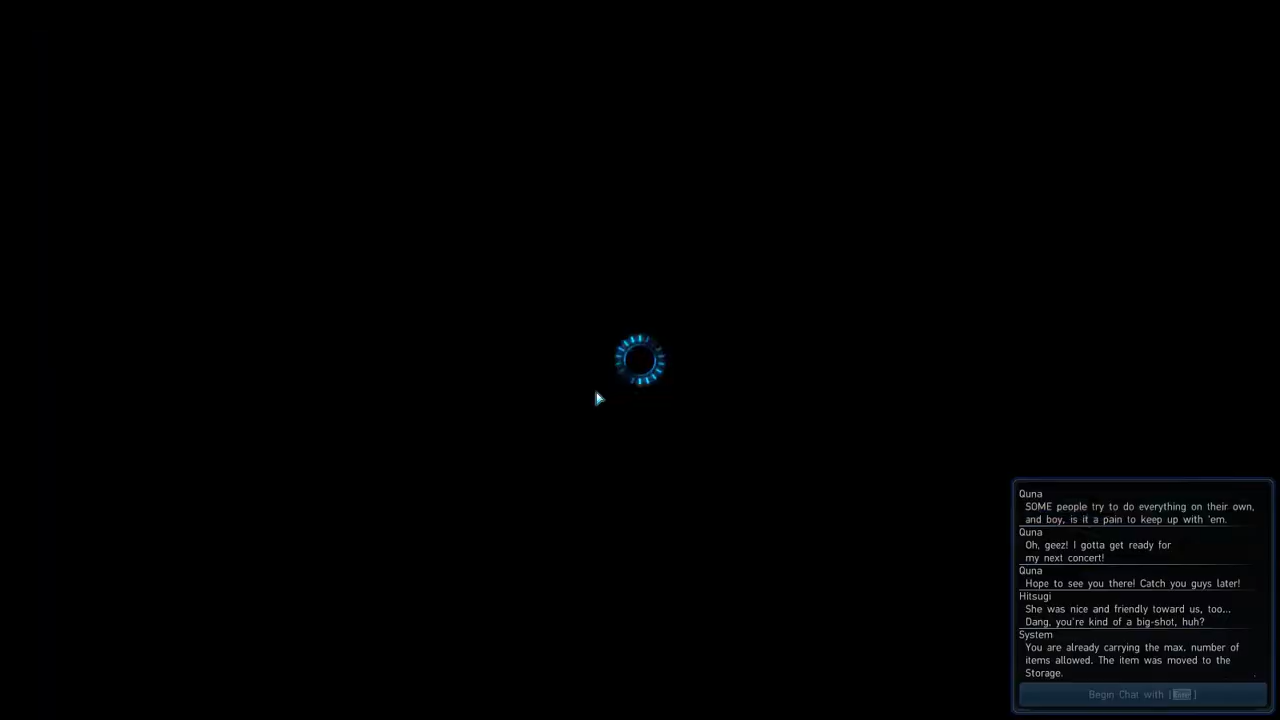 Quna
SOME people try to do everything on their own,
and boy, is it a pain to keep up with 'em.
Quna
Oh, geez! I gotta get ready for
my next concert!
Quna
Hope to see you there! Catch you guys later!
Hitsugi
She was nice and friendly toward us, too...
Dang, you're kind of a big-shot, huh?
System
You are already carrying the max. number of
items allowed. The item was moved to the
Storage.
Begin Chat with [Enter]